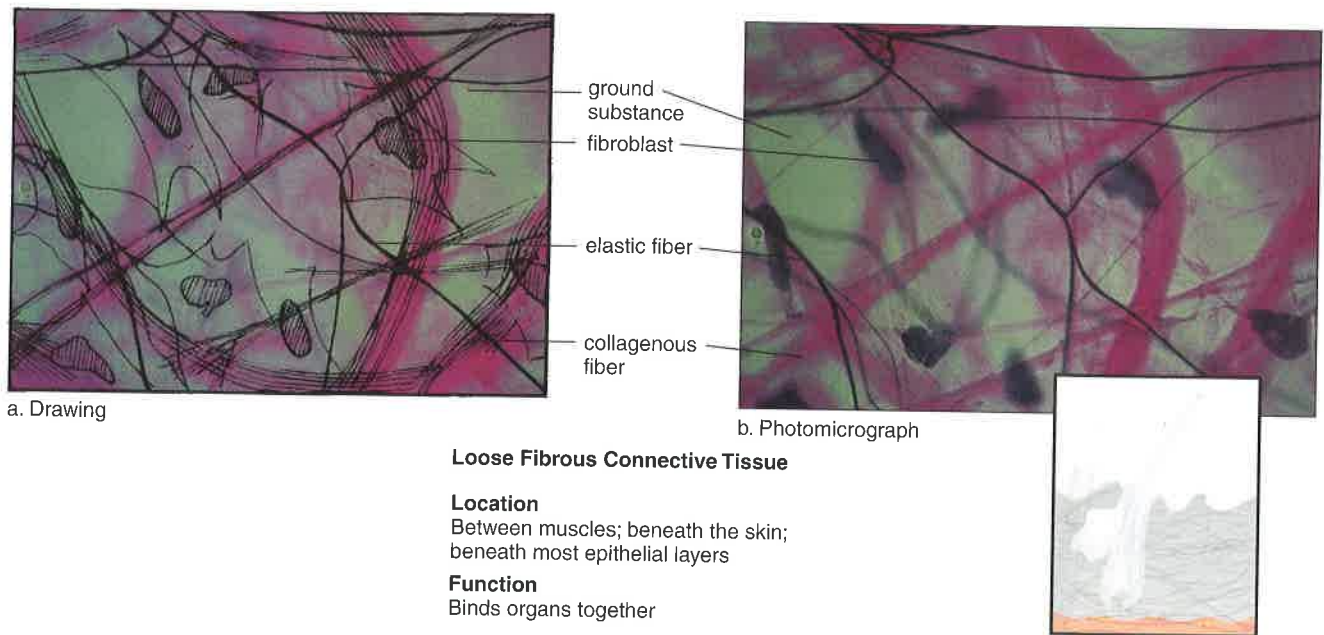 ground
substance
fibroblast
elastic fiber
collagenous
fiber
a. Drawing
b. Photomicrograph
Loose Fibrous Connective Tissue
Location
Between muscles; beneath the skin;
beneath most epithelial layers
Function
Binds organs together